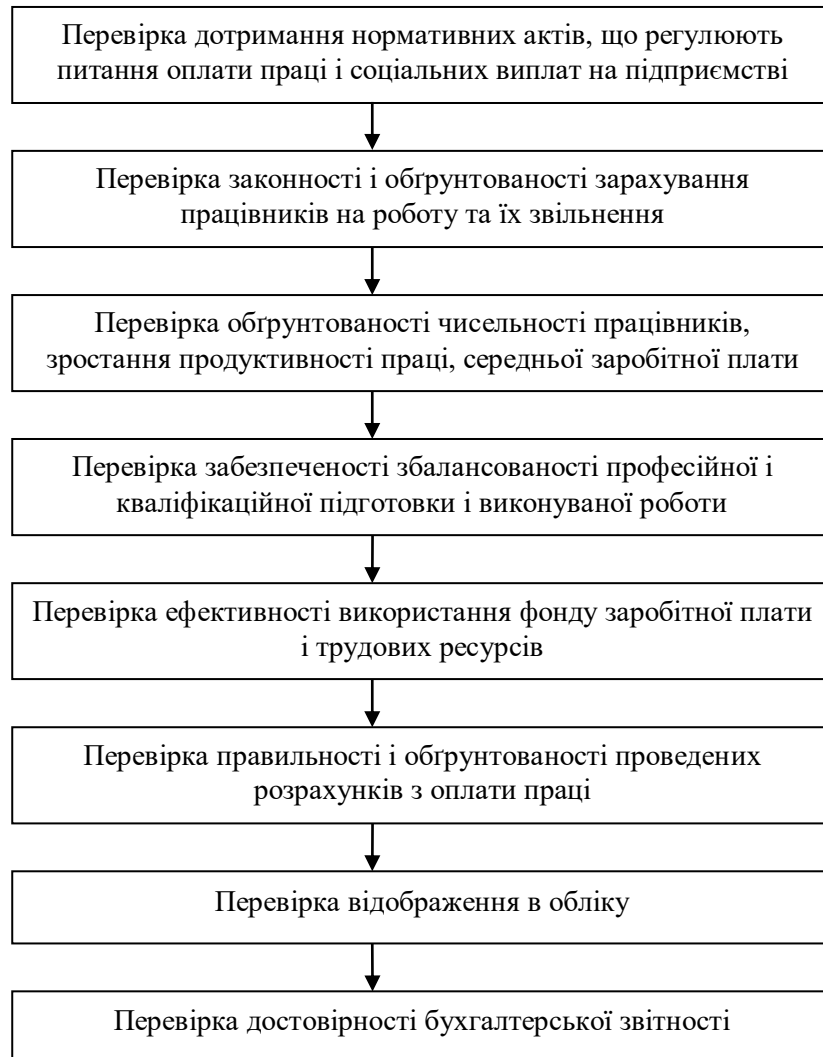 Перевірка дотримання нормативних актів, що регулюють
питання оплати праці і соціальних виплат на підприємстві
Перевірка законності і обґрунтованості зарахування
працівників на роботу та їх звільнення
Перевірка обґрунтованості чисельності працівників,
зростання продуктивності праці, середньої заробітної плати
Перевірка забезпеченості збалансованості професійної і
кваліфікаційної підготовки і виконуваної роботи
Перевірка ефективності використання фонду заробітної плати
і трудових ресурсів
Перевірка правильності і обґрунтованості проведених
розрахунків з оплати праці
Перевірка відображення в обліку
Перевірка достовірності бухгалтерської звітності